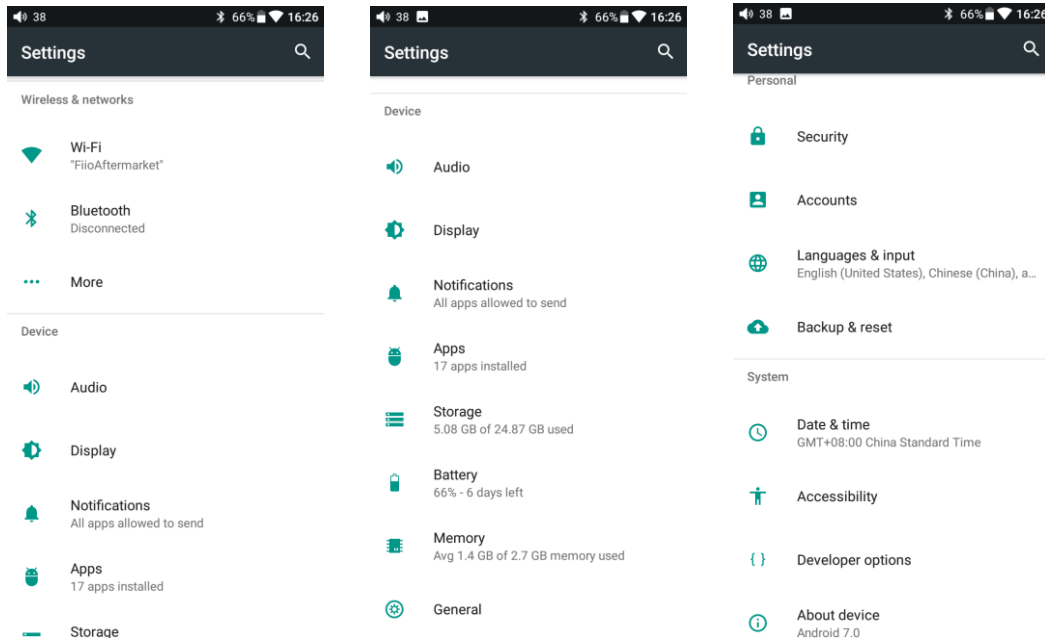 38 66% 16:26
Settings
Wireless & networks
Wi-Fi
"FiioAftermarket"
Bluetooth
Disconnected
More
Device
Audio
Display
Notifications
All apps allowed to send
Apps
17 apps installed
Storage
38 66% 16:26
Settings
Device
Audio
Display
Notifications
All apps allowed to send
Apps
17 apps installed
Storage
5.08 GB of 24.87 GB used
Battery
66% - 6 days left
Memory
Avg 1.4 GB of 2.7 GB memory used
General
38 66% 16:26
Settings
Personal
Security
Accounts
Languages & input
English (United States), Chinese (China), a...
Backup & reset
System
Date & time
GMT+08:00 China Standard Time
Accessibility
Developer options
About device
Android 7.0